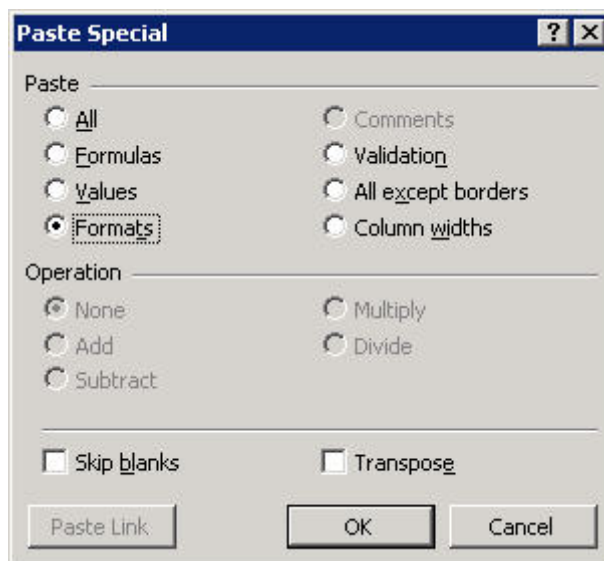 Paste Special
Paste
All
Comments
Formulas
Validation
Values
All except borders
Formats
Column widths
Operation
None
Multiply
Add
Divide
Subtract
Skip blanks
Transpose
Paste Link
OK
Cancel